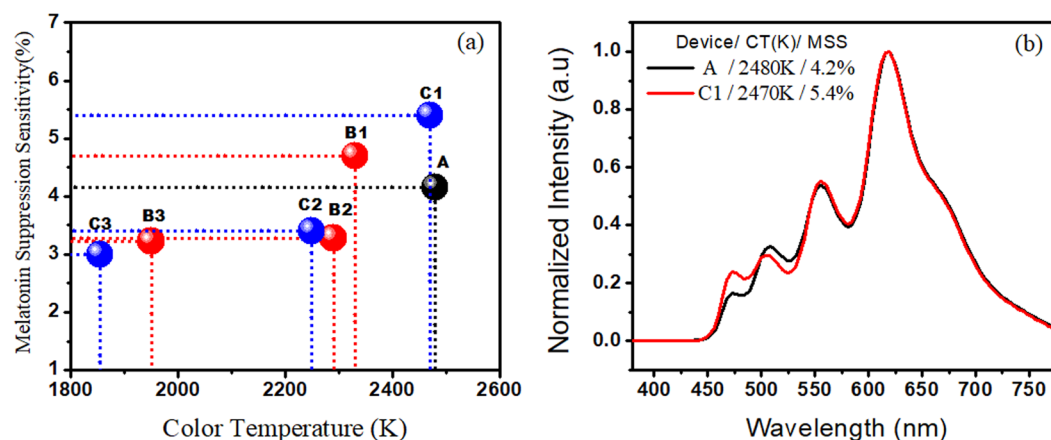 (a)
Melatonin Suppression Sensitivity(%)
7
6
5
4
3
2
1
C1
B1
A
C2
B2
B3
C3
1800
2000
2200
2400
2600
Color Temperature (K)
(b)
Device/ CT(K)/ MSS
A / 2480K / 4.2%
C1 / 2470K / 5.4%
Normalized Intensity (a.u)
1.0
0.8
0.6
0.4
0.2
0.0
400
450
500
550
600
650
700
750
Wavelength (nm)